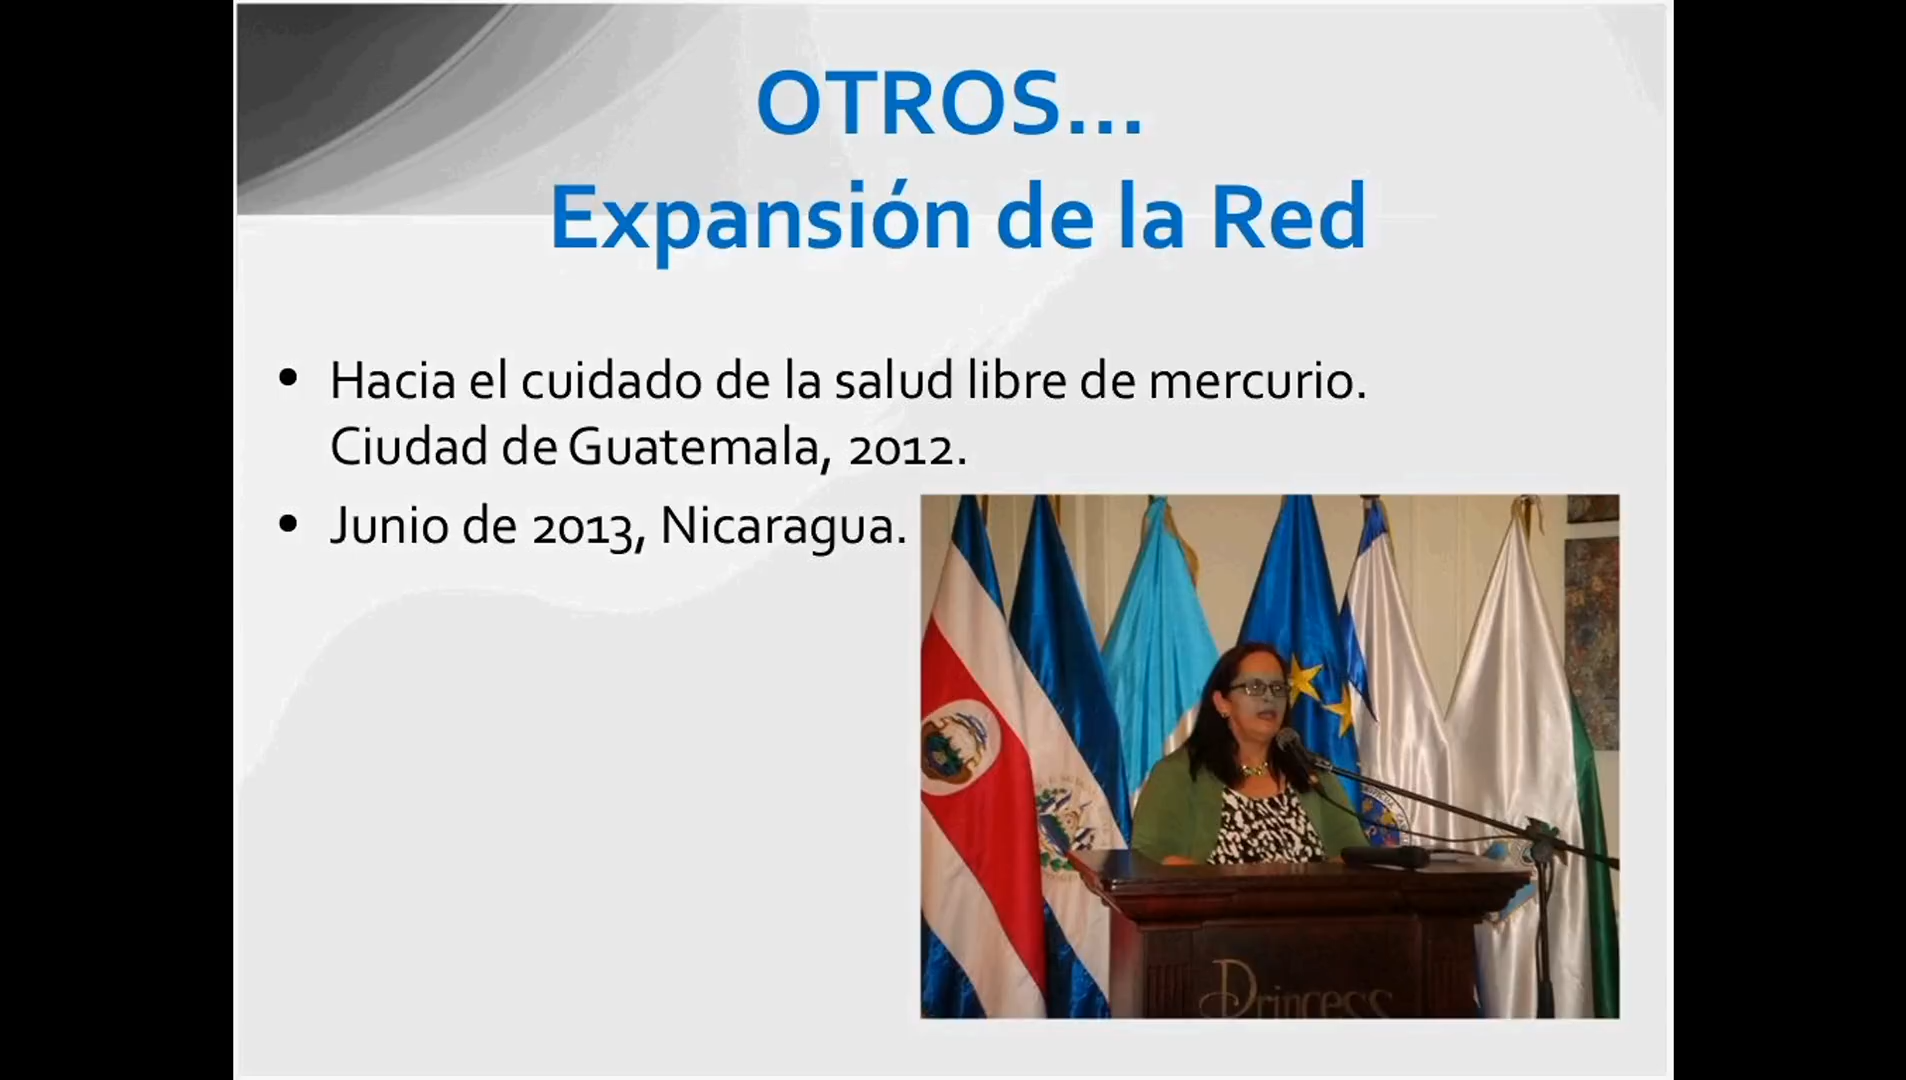 OTROS...
Expansión de la Red
• Hacia el cuidado de la salud libre de mercurio.
Ciudad de Guatemala, 2012.
• Junio de 2013, Nicaragua.
Princess